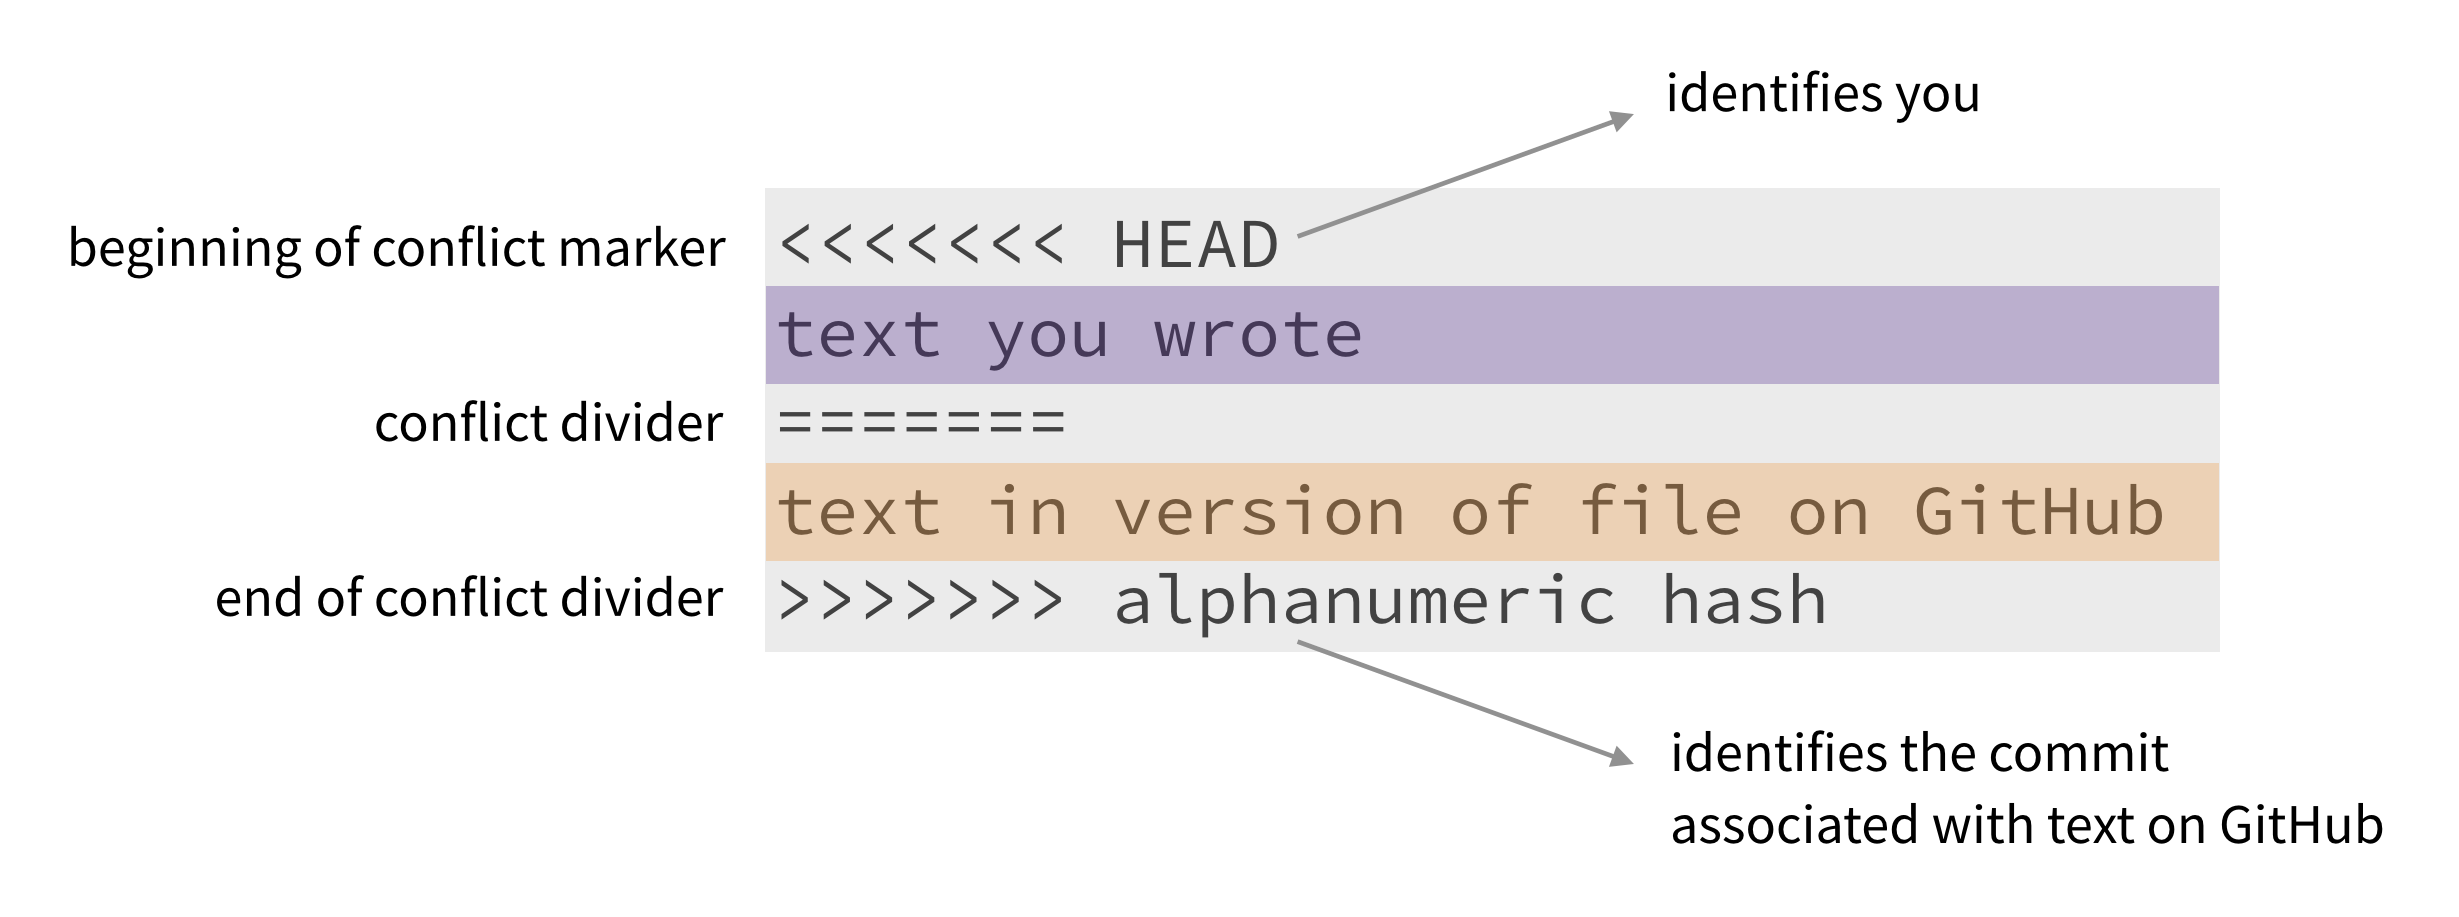 identifies you
beginning of conflict marker
<<<<<<< HEAD
text you wrote
conflict divider
=======
text in version of file on GitHub
end of conflict divider
>>>>>>> alphanumeric hash
identifies the commit
associated with text on GitHub